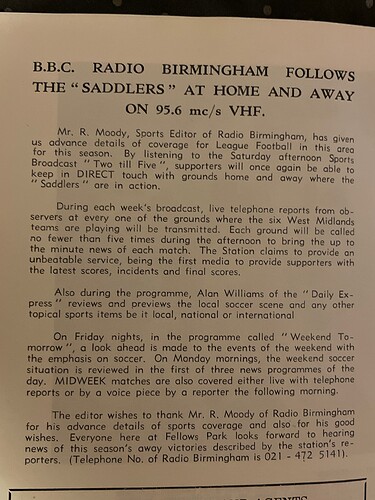 B.B.C. RADIO BIRMINGHAM FOLLOWS
THE "SADDLERS" AT HOME AND AWAY
ON 95.6 mc/s VHF.
Mr. R. Moody, Sports Editor of Radio Birmingham, has given
us advance details of coverage for League Football in this area
for this season. By listening to the Saturday afternoon Sports
Broadcast "Two till Five", supporters will once again be able to
keep in DIRECT touch with grounds home and away where the
"Saddlers" are in action.
During each week's broadcast, live telephone reports from ob-
servers at every one of the grounds where the six West Midlands
teams are playing will be transmitted. Each ground will be called
no fewer than five times during the afternoon to bring the up to
the minute news of each match. The Station claims to provide an
unbeatable service, being the first media to provide supporters with
the latest scores, incidents and final scores.
Also during the programme, Alan Williams of the "Daily Ex-
press" reviews and previews the local soccer scene and any other
topical sports items be it local, national or international
On Friday nights, in the programme called "Weekend To-
morrow", a look ahead is made to the events of the weekend with
the emphasis on soccer. On Monday mornings, the weekend soccer
situation is reviewed in the first of three news programmes of the
day. MIDWEEK matches are also covered either live with telephone
reports or by a voice piece by a reporter the following morning.
The editor wishes to thank Mr. R. Moody of Radio Birmingham
for his advance details of sports coverage and also for his good
wishes. Everyone here at Fellows Park looks forward to hearing
news of this season's away victories described by the station's re-
porters. (Telephone No. of Radio Birmingham is 021 - 472 5141).
AGENTS